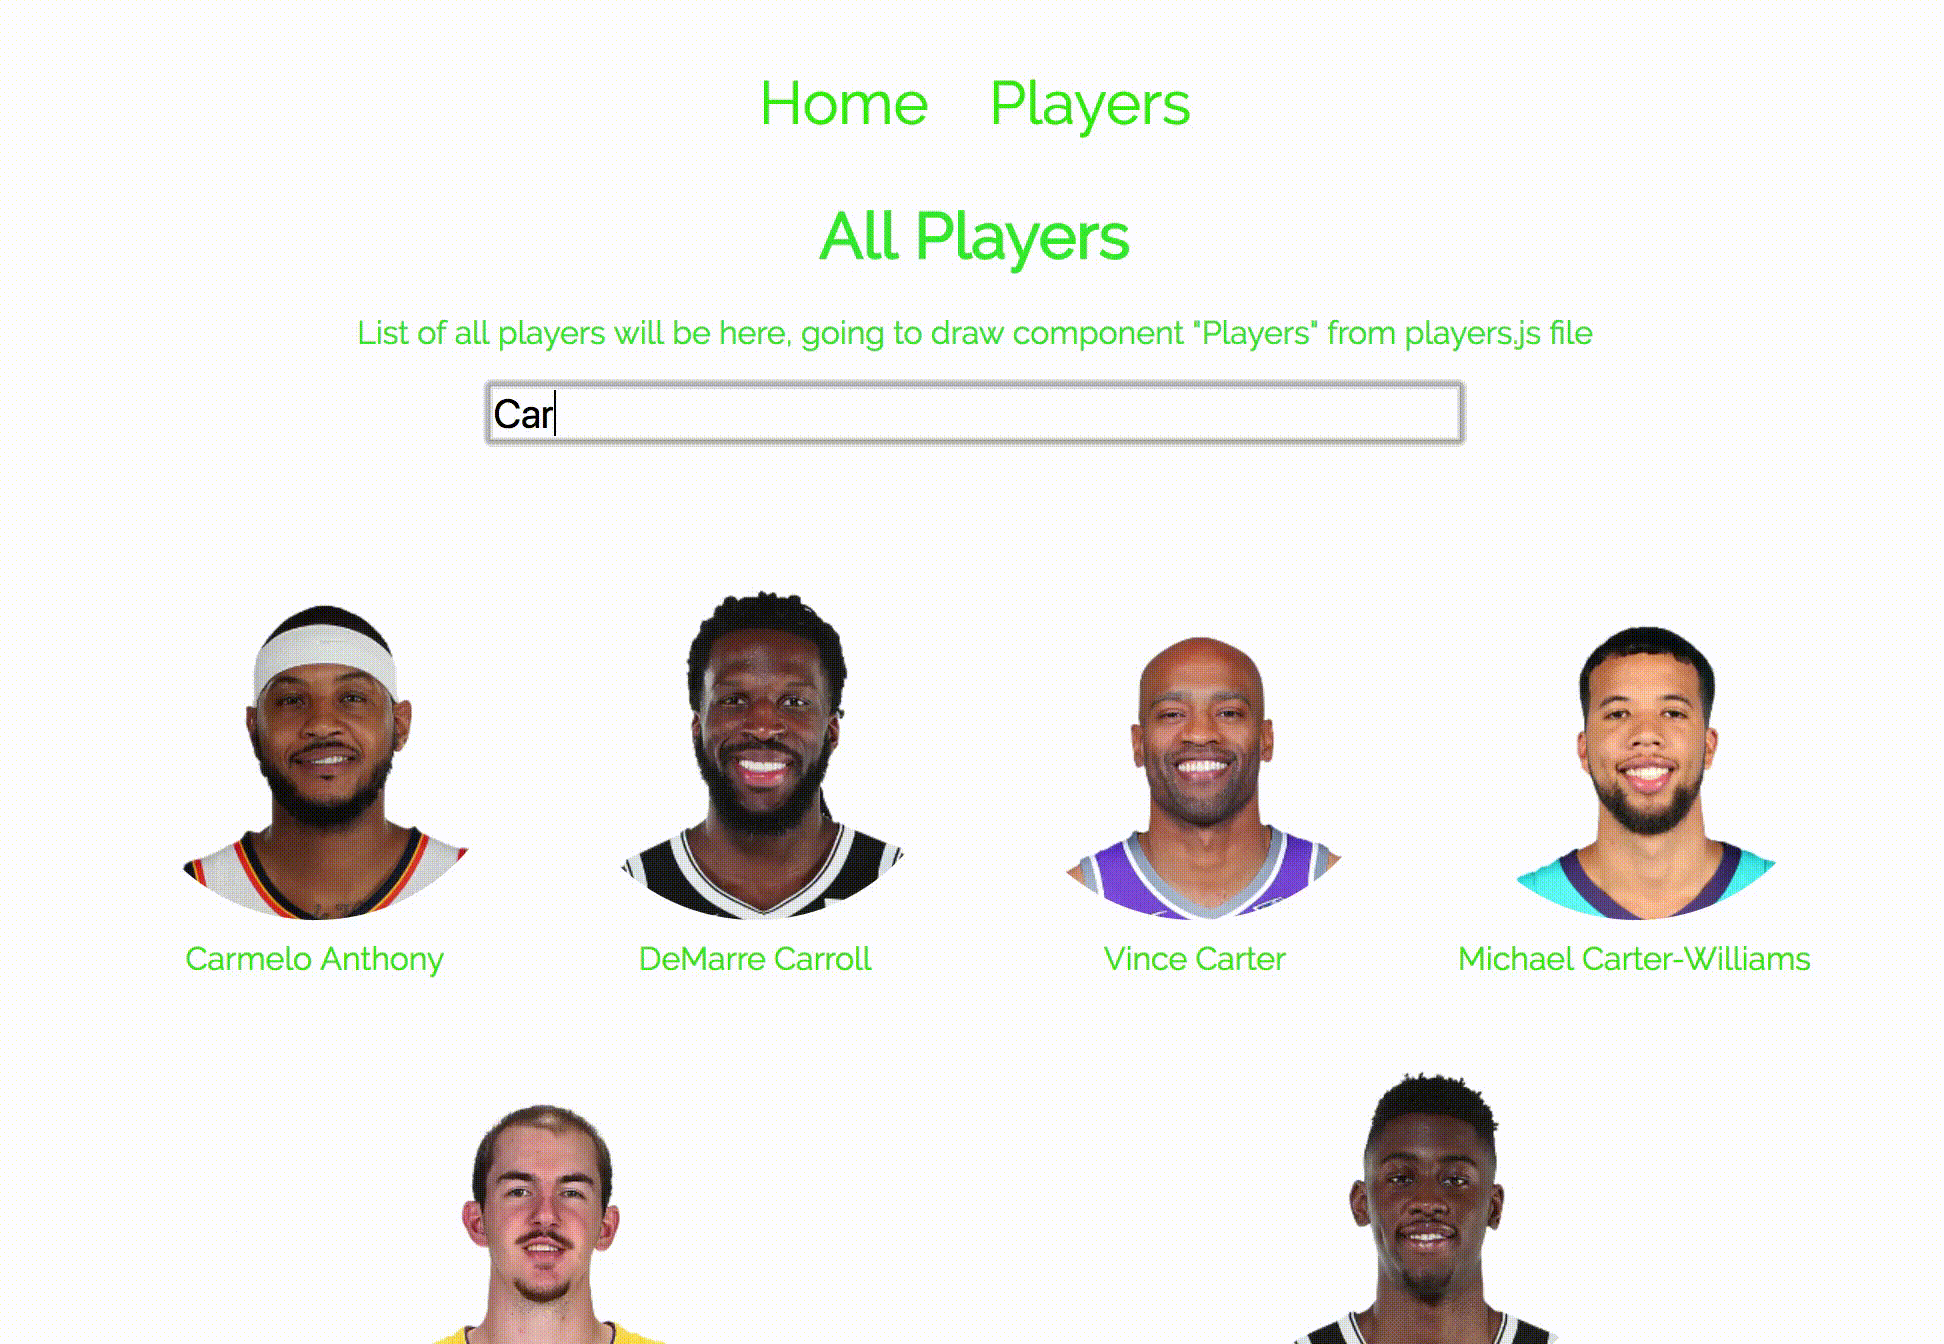 Home Players
All Players
List of all players will be here, going to draw component "Players" from players.js file
Car
Carmelo Anthony
DeMarre Carroll
Vince Carter
Michael Carter-Williams